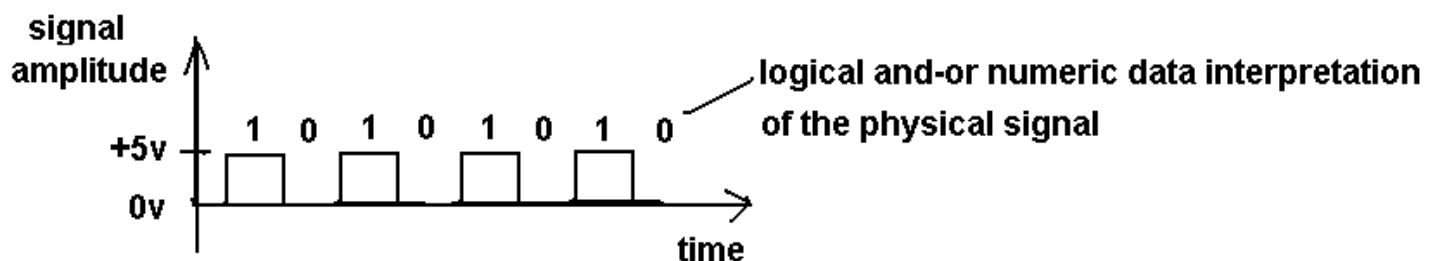 signal
amplitude
logical and-or numeric data interpretation
of the physical signal
1 0 1 0 1 0 1 0
+5v
0v
time